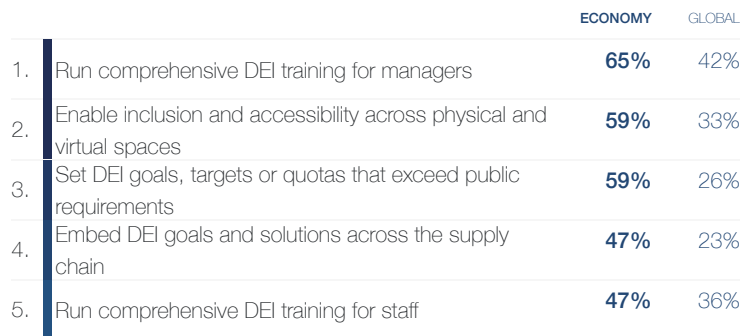 ECONOMY GLOBAL
1. Run comprehensive DEI training for managers 65% 42%
2. Enable inclusion and accessibility across physical and
virtual spaces 59% 33%
3. Set DEI goals, targets or quotas that exceed public
requirements 59% 26%
4. Embed DEI goals and solutions across the supply
chain 47% 23%
5. Run comprehensive DEI training for staff 47% 36%